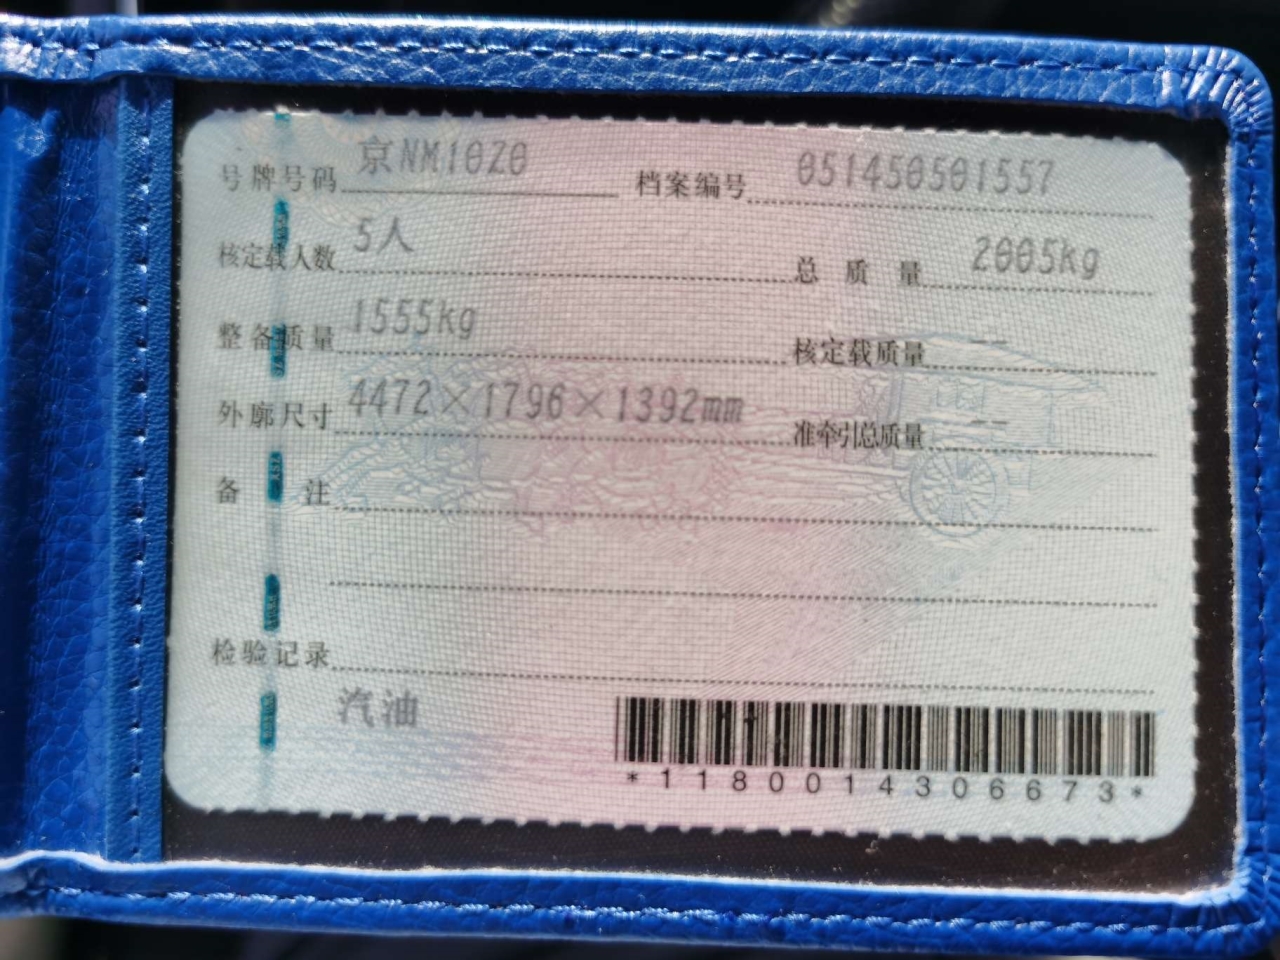 号牌号码 京NM10Z0 档案编号 051450501557
核定载人数 5人 总质量 2005kg
整备质量 1555kg 核定载质量 --
外廓尺寸 4472×1796×1392mm 准牵引总质量 --
备注
检验记录
汽油
*1180014306673*